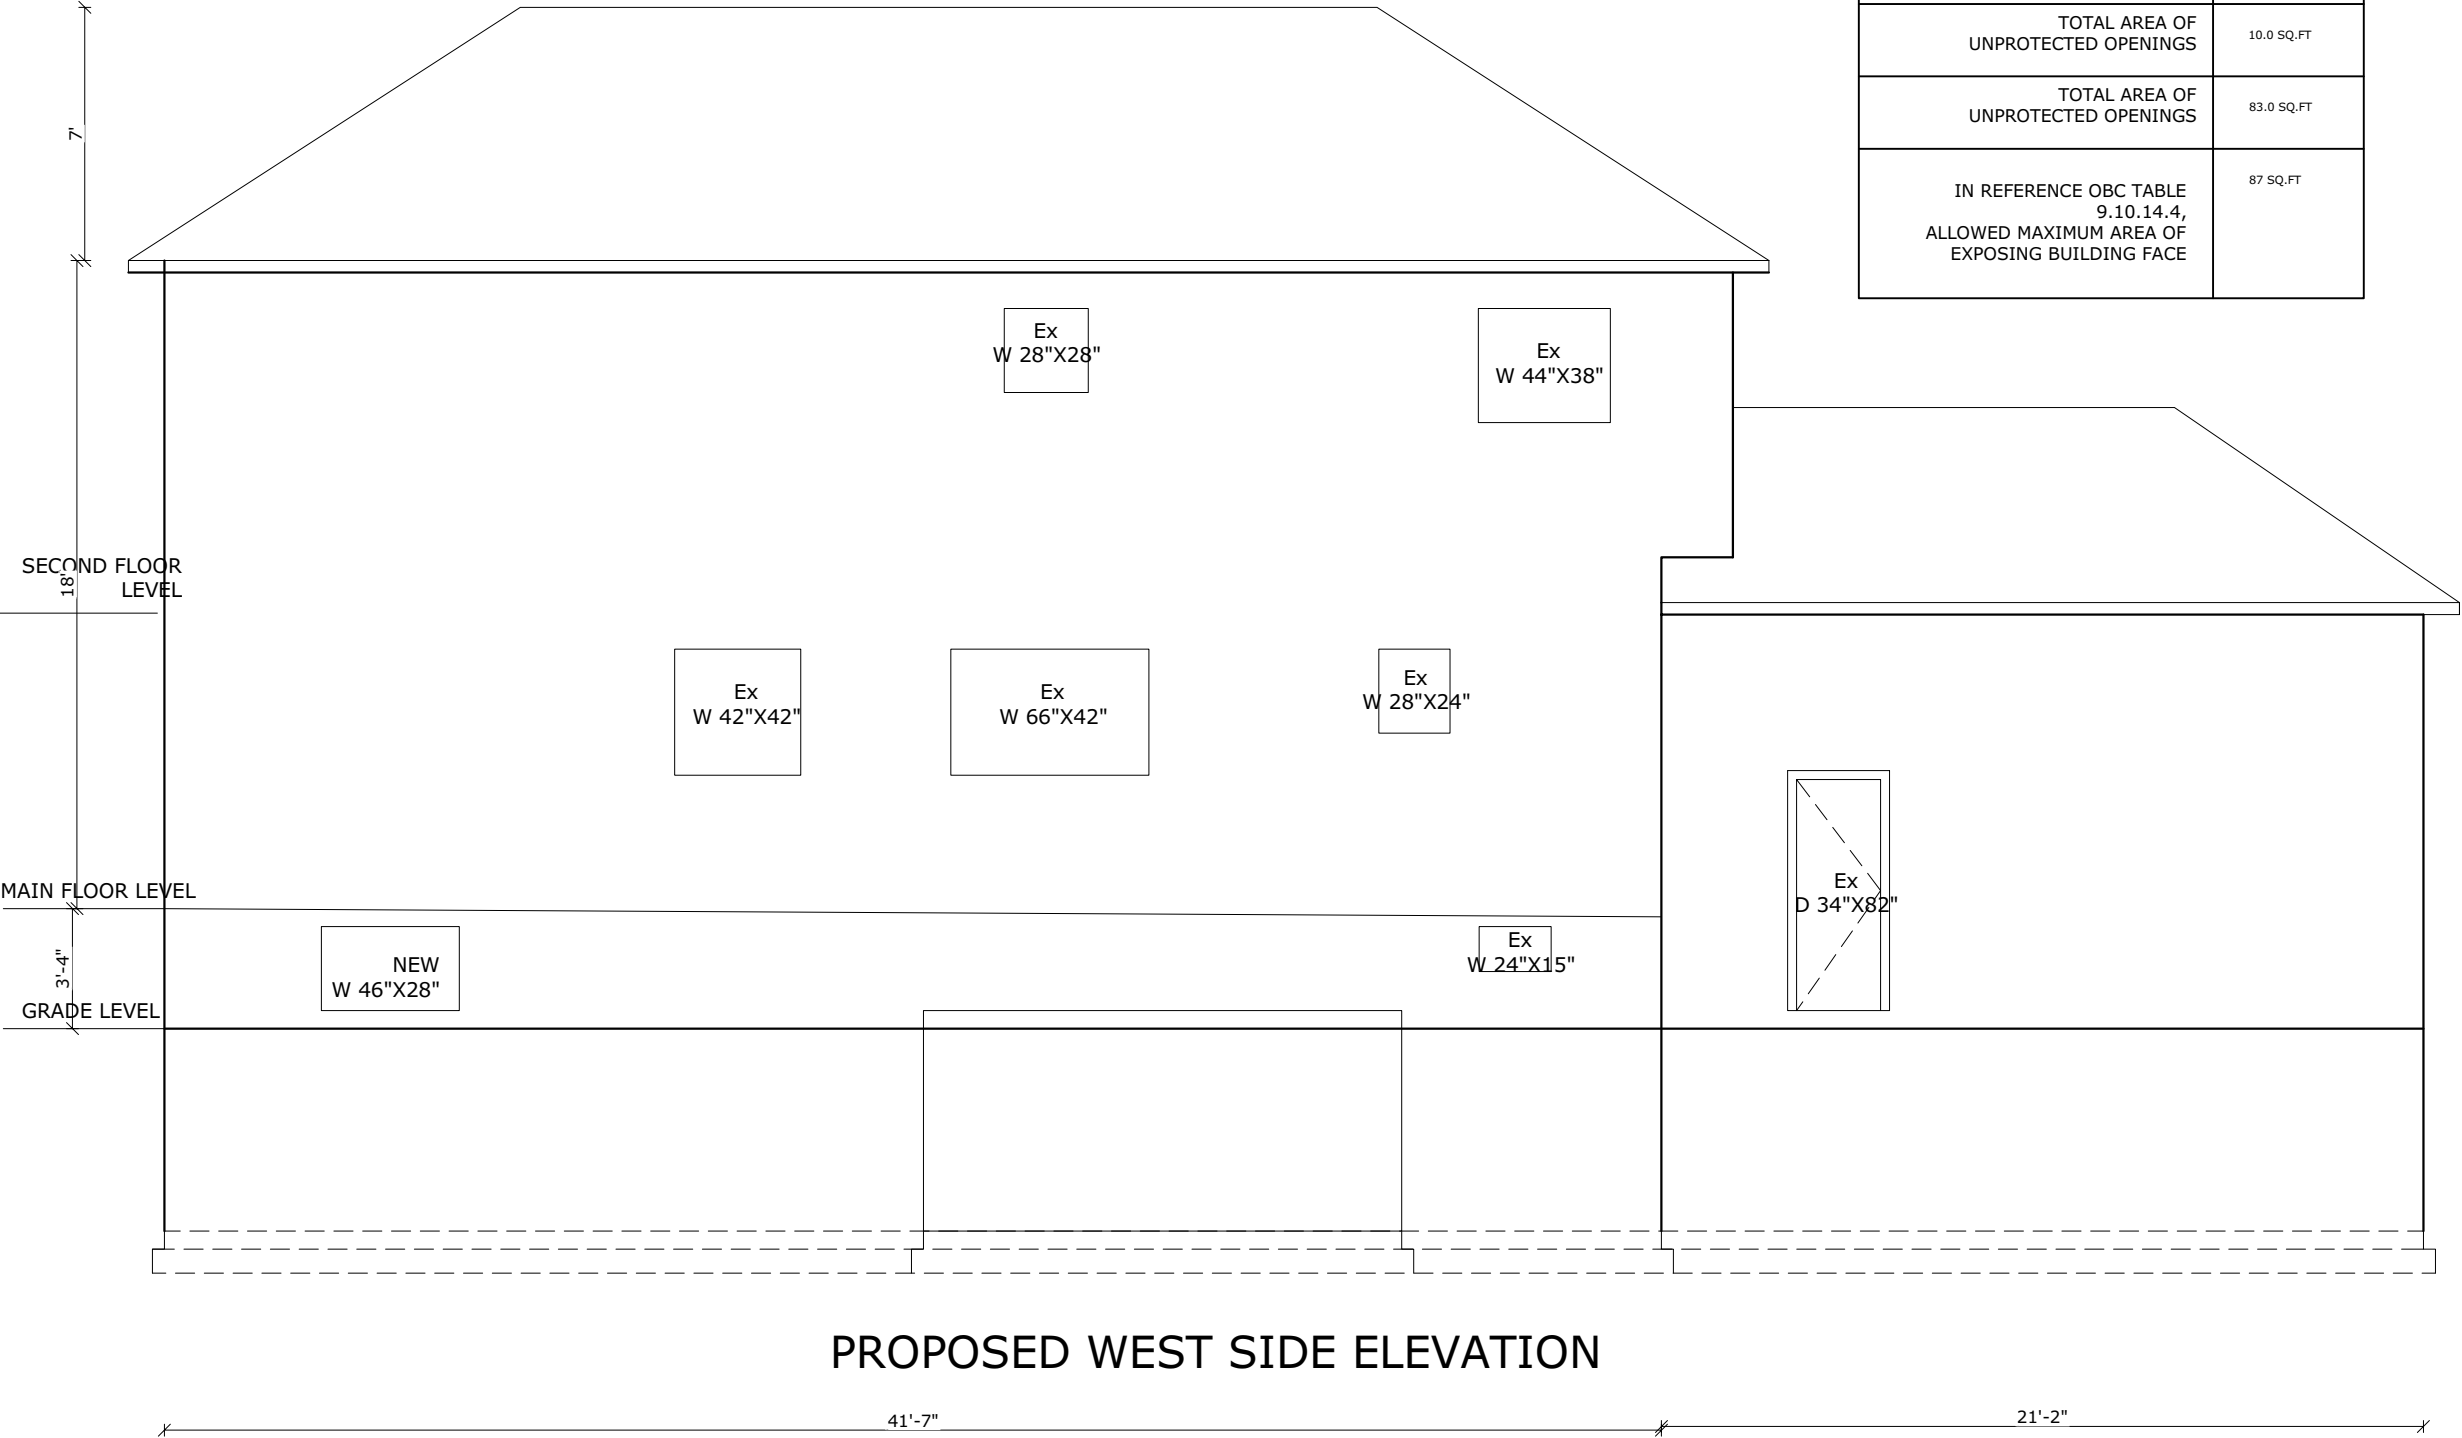 TOTAL AREA OF
UNPROTECTED OPENINGS
10.0 SQ.FT
TOTAL AREA OF
UNPROTECTED OPENINGS
83.0 SQ.FT
IN REFERENCE OBC TABLE
9.10.14.4,
ALLOWED MAXIMUM AREA OF
EXPOSING BUILDING FACE
87 SQ.FT
7'
Ex
W 28"X28"
Ex
W 44"X38"
SECOND FLOOR
LEVEL
18'
Ex
W 42"X42"
Ex
W 66"X42"
Ex
W 28"X24"
MAIN FLOOR LEVEL
Ex
D 34"X82"
3'-4"
NEW
W 46"X28"
Ex
W 24"X15"
GRADE LEVEL
PROPOSED WEST SIDE ELEVATION
41'-7"
21'-2"